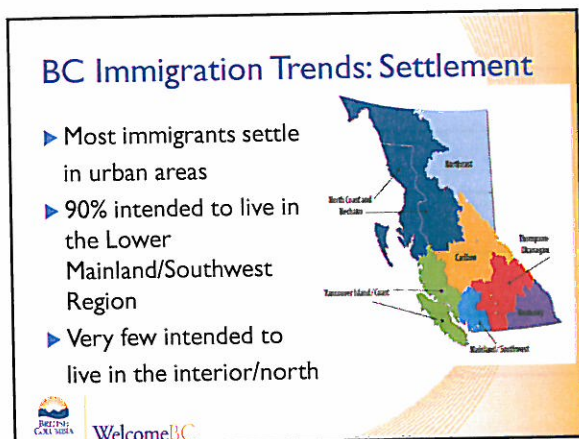 BC Immigration Trends: Settlement
▶ Most immigrants settle
in urban areas
▶ 90% intended to live in
the Lower
Mainland/Southwest
Region
▶ Very few intended to
live in the interior/north
Northeast
North Coast and
Nechako
Thompson-
Okanagan
Cariboo
Vancouver Island/Coast
Kootenay
Mainland/Southwest
BRITISH
COLUMBIA
WelcomeBC